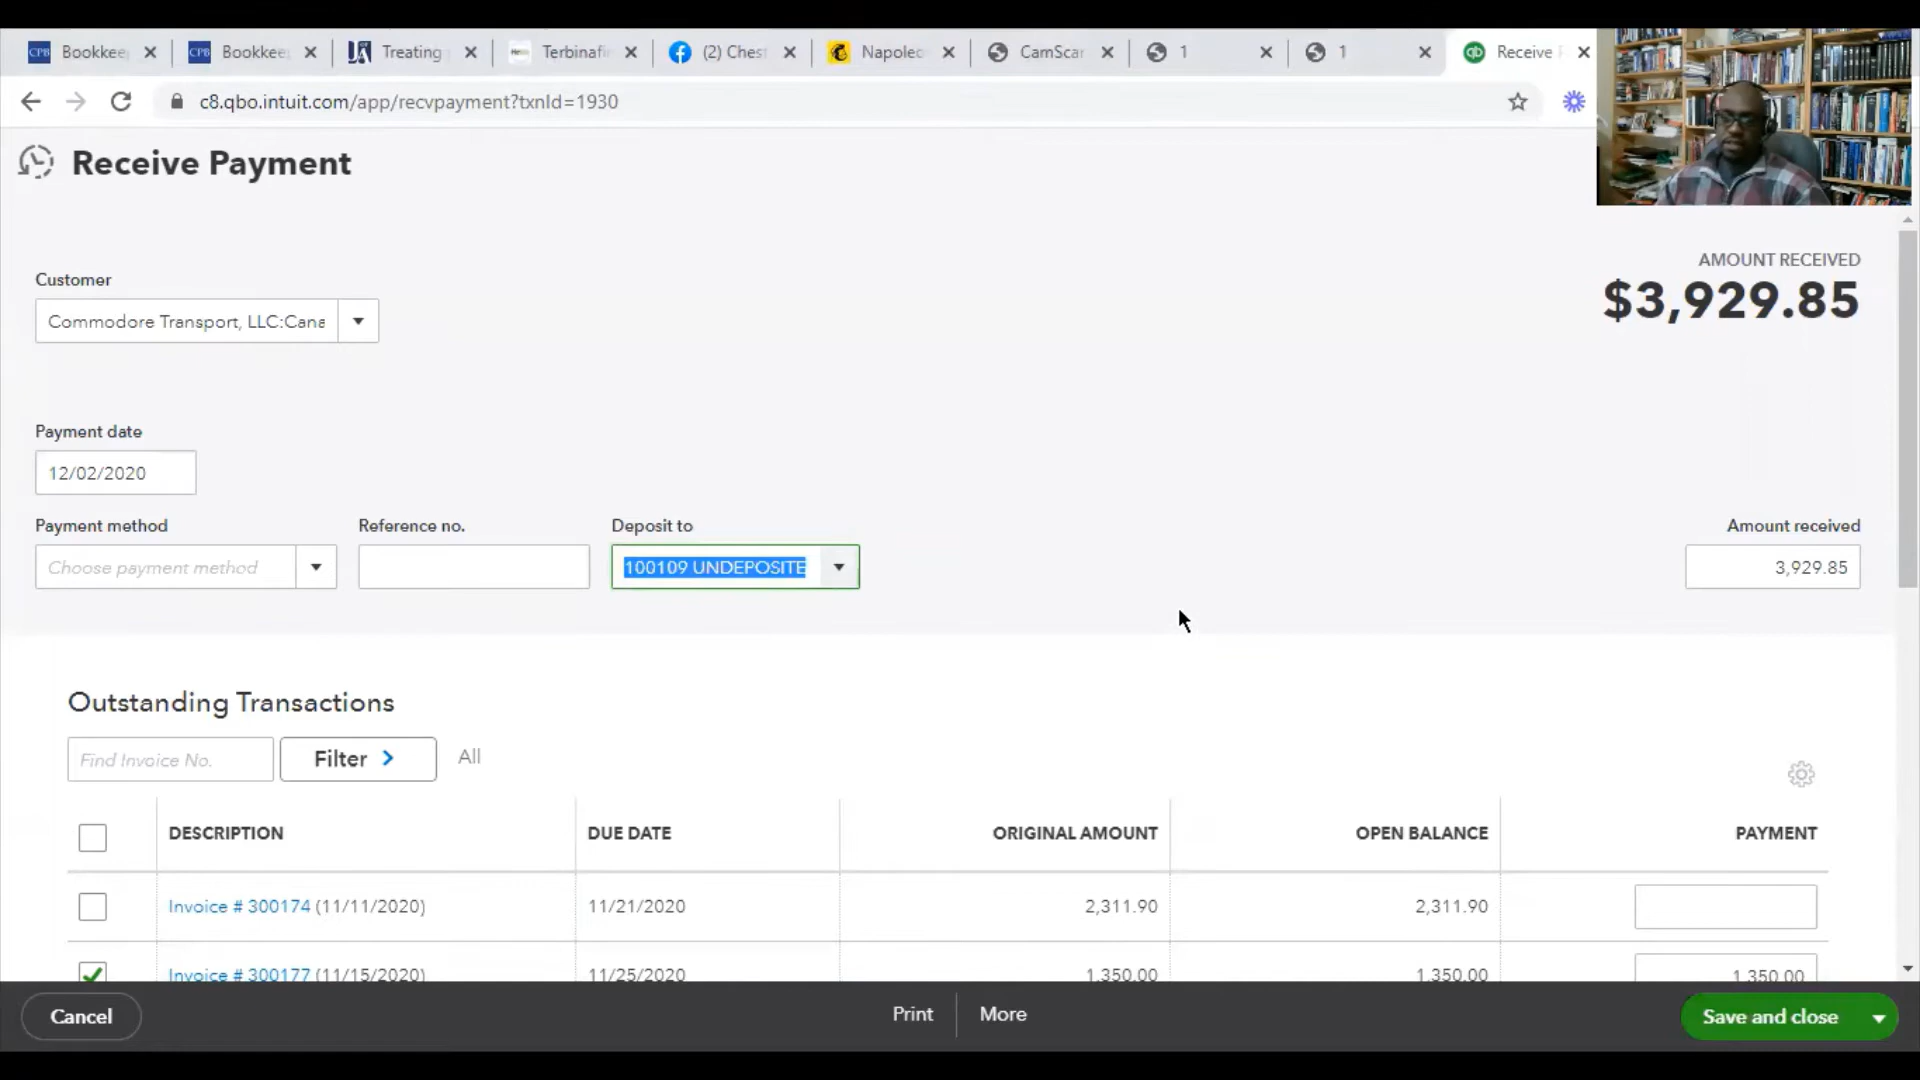 CPB Bookkee
CPB Bookkee
Treating
Terbinafi
(2) Chest
Napoleo
CamScar
1
1
qb Receive
c8.qbo.intuit.com/app/recvpayment?txnId=1930
Receive Payment
AMOUNT RECEIVED
$3,929.85
Customer
Commodore Transport, LLC:Cana
Payment date
12/02/2020
Payment method
Reference no.
Deposit to
Amount received
Choose payment method
100109 UNDEPOSITE
3,929.85
Outstanding Transactions
Find Invoice No.
Filter >
All
DESCRIPTION
DUE DATE
ORIGINAL AMOUNT
OPEN BALANCE
PAYMENT
Invoice # 300174 (11/11/2020)
11/21/2020
2,311.90
2,311.90
Invoice # 300177 (11/15/2020)
11/25/2020
1,350.00
1,350.00
1,350.00
Cancel
Print
More
Save and close